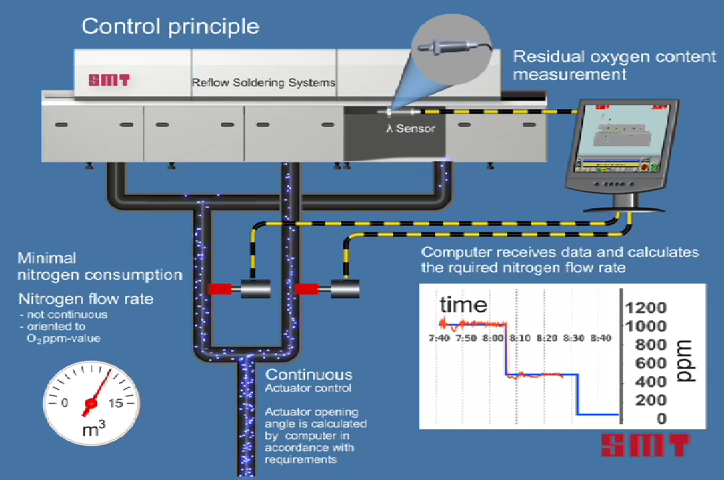 Control principle
Residual oxygen content
measurement
SMT
Reflow Soldering Systems
λ Sensor
SMT
Minimal
nitrogen consumption
Nitrogen flow rate
- not continuous
- oriented to
O2ppm-value
Computer receives data and calculates
the rquired nitrogen flow rate
time
7:40 7:50 8:00 8:10 8:20 8:30 8:40
1200
1000
800
600
400
200
0
ppm
Continuous
Actuator control
Actuator opening
angle is calculated
by computer in
accordance with
requirements
0 15
m³
SMT